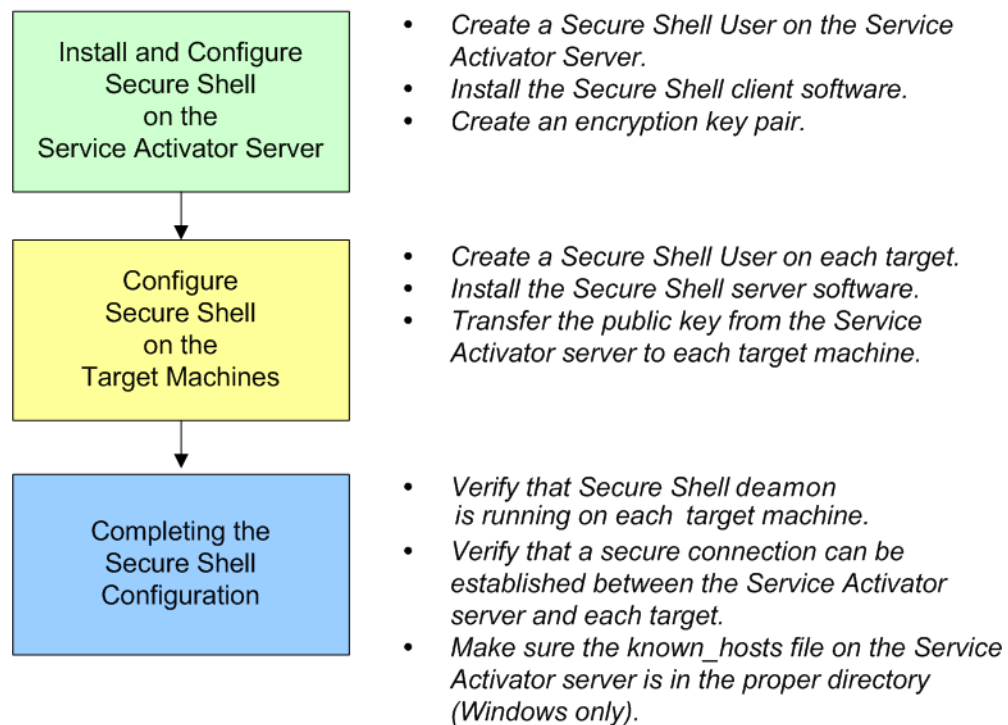 Install and Configure
Secure Shell
on the
Service Activator Server
• Create a Secure Shell User on the Service
Activator Server.
• Install the Secure Shell client software.
• Create an encryption key pair.
Configure
Secure Shell
on the
Target Machines
• Create a Secure Shell User on each target.
• Install the Secure Shell server software.
• Transfer the public key from the Service
Activator server to each target machine.
Completing the
Secure Shell
Configuration
• Verify that Secure Shell deamon
is running on each target machine.
• Verify that a secure connection can be
established between the Service Activator
server and each target.
• Make sure the known_hosts file on the Service
Activator server is in the proper directory
(Windows only).